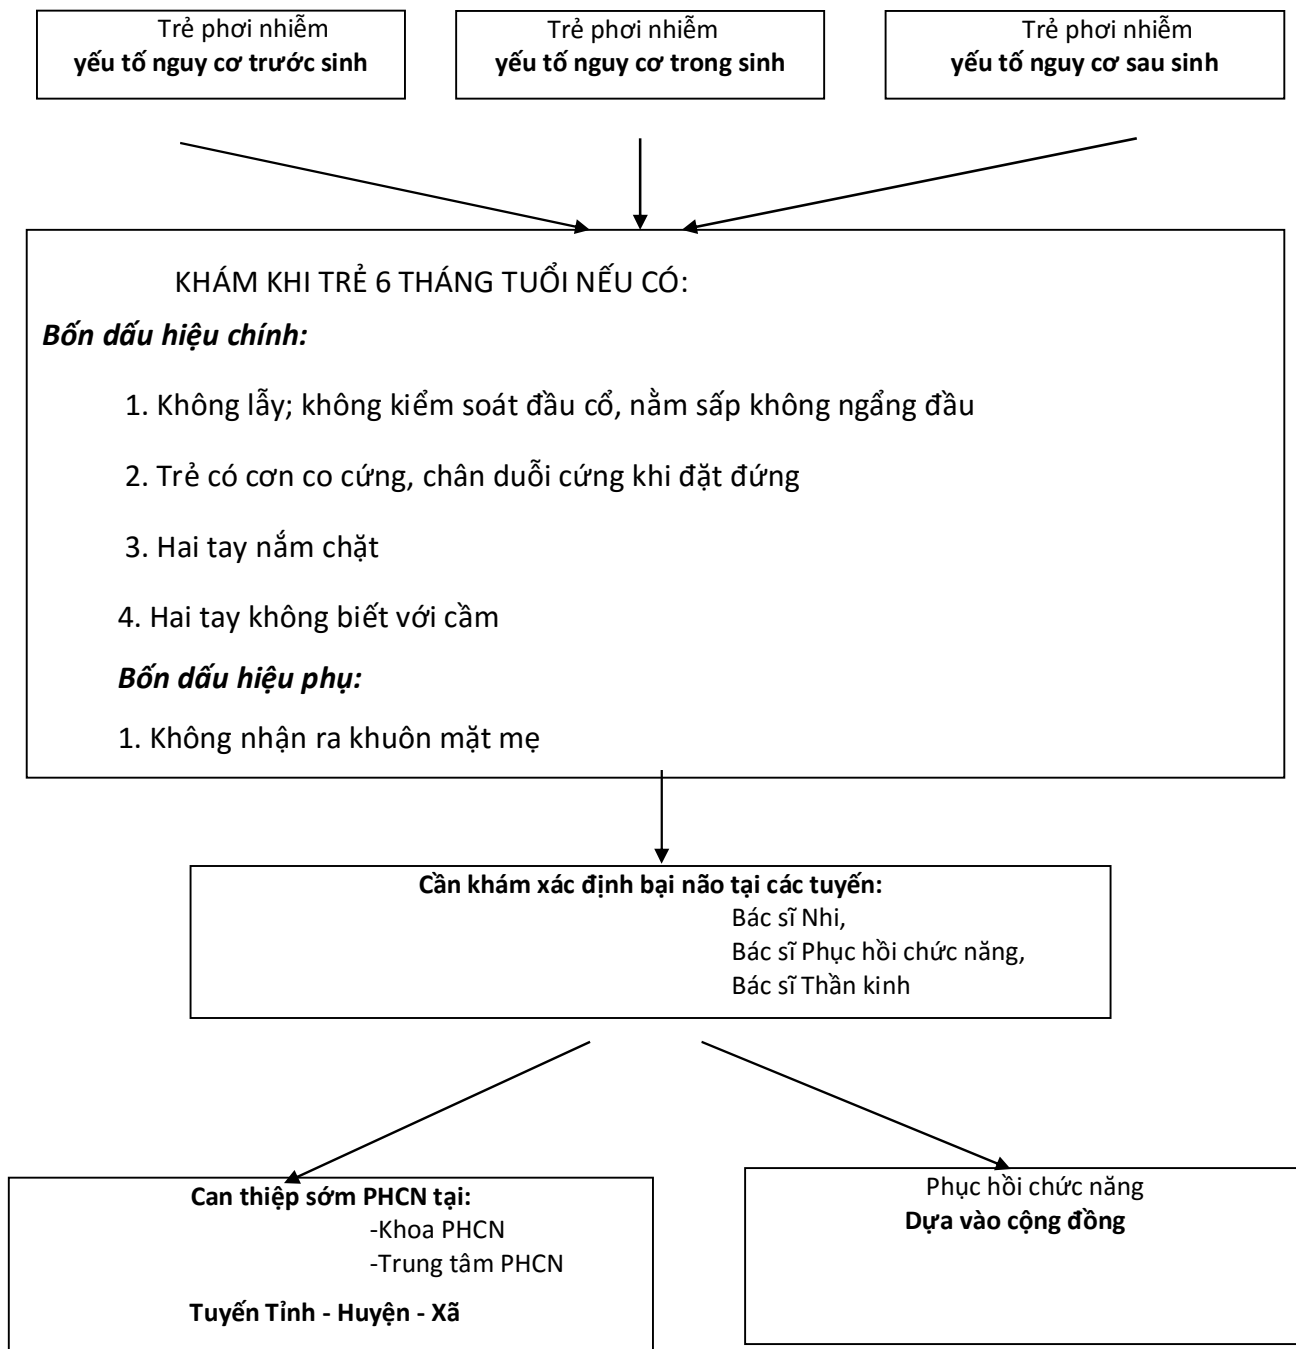 Trẻ phơi nhiễm
yếu tố nguy cơ trước sinh
Trẻ phơi nhiễm
yếu tố nguy cơ trong sinh
Trẻ phơi nhiễm
yếu tố nguy cơ sau sinh
KHÁM KHI TRẺ 6 THÁNG TUỔI NẾU CÓ:
Bốn dấu hiệu chính:
1. Không lẫy; không kiểm soát đầu cổ, nằm sấp không ngẩng đầu
2. Trẻ có cơn co cứng, chân duỗi cứng khi đặt đứng
3. Hai tay nắm chặt
4. Hai tay không biết với cầm
Bốn dấu hiệu phụ:
1. Không nhận ra khuôn mặt mẹ
Cần khám xác định bại não tại các tuyến:
Bác sĩ Nhi,
Bác sĩ Phục hồi chức năng,
Bác sĩ Thần kinh
Can thiệp sớm PHCN tại:
-Khoa PHCN
-Trung tâm PHCN
Tuyến Tỉnh - Huyện - Xã
Phục hồi chức năng
Dựa vào cộng đồng